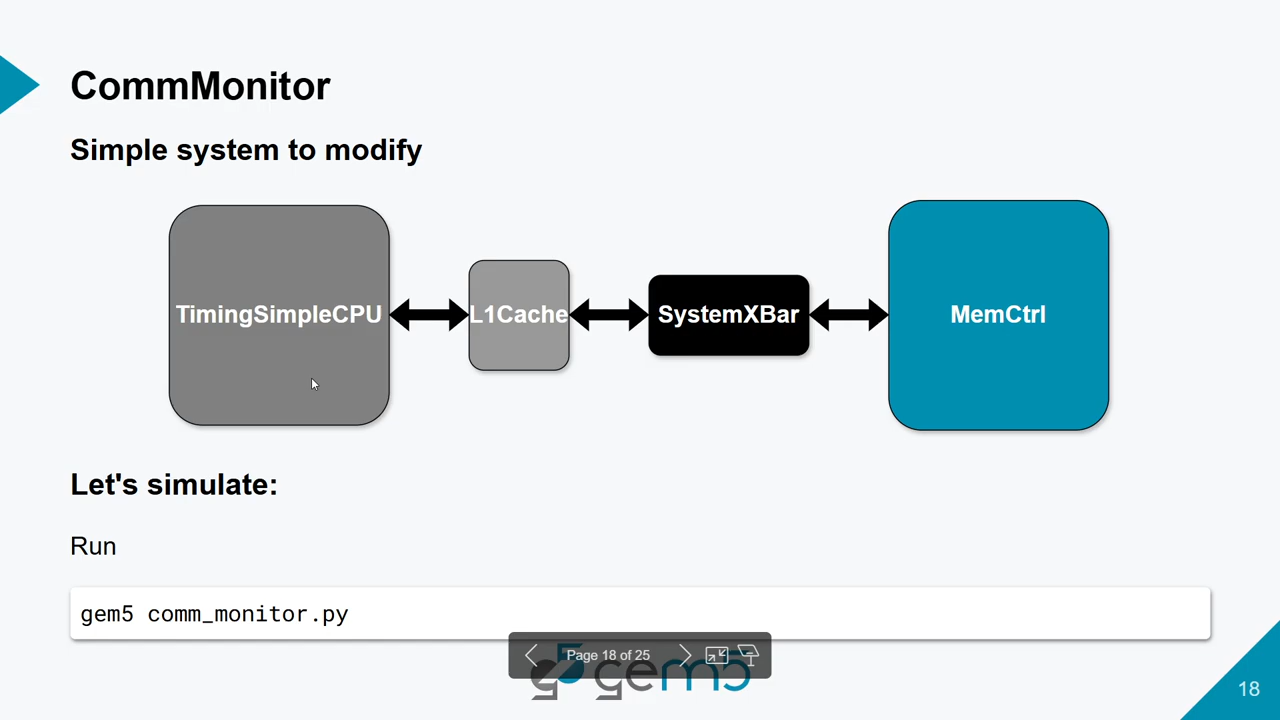 CommMonitor
Simple system to modify
TimingSimpleCPU
L1Cache
SystemXBar
MemCtrl
Let's simulate:
Run
gem5 comm_monitor.py
Page 18 of 25
gem5
18